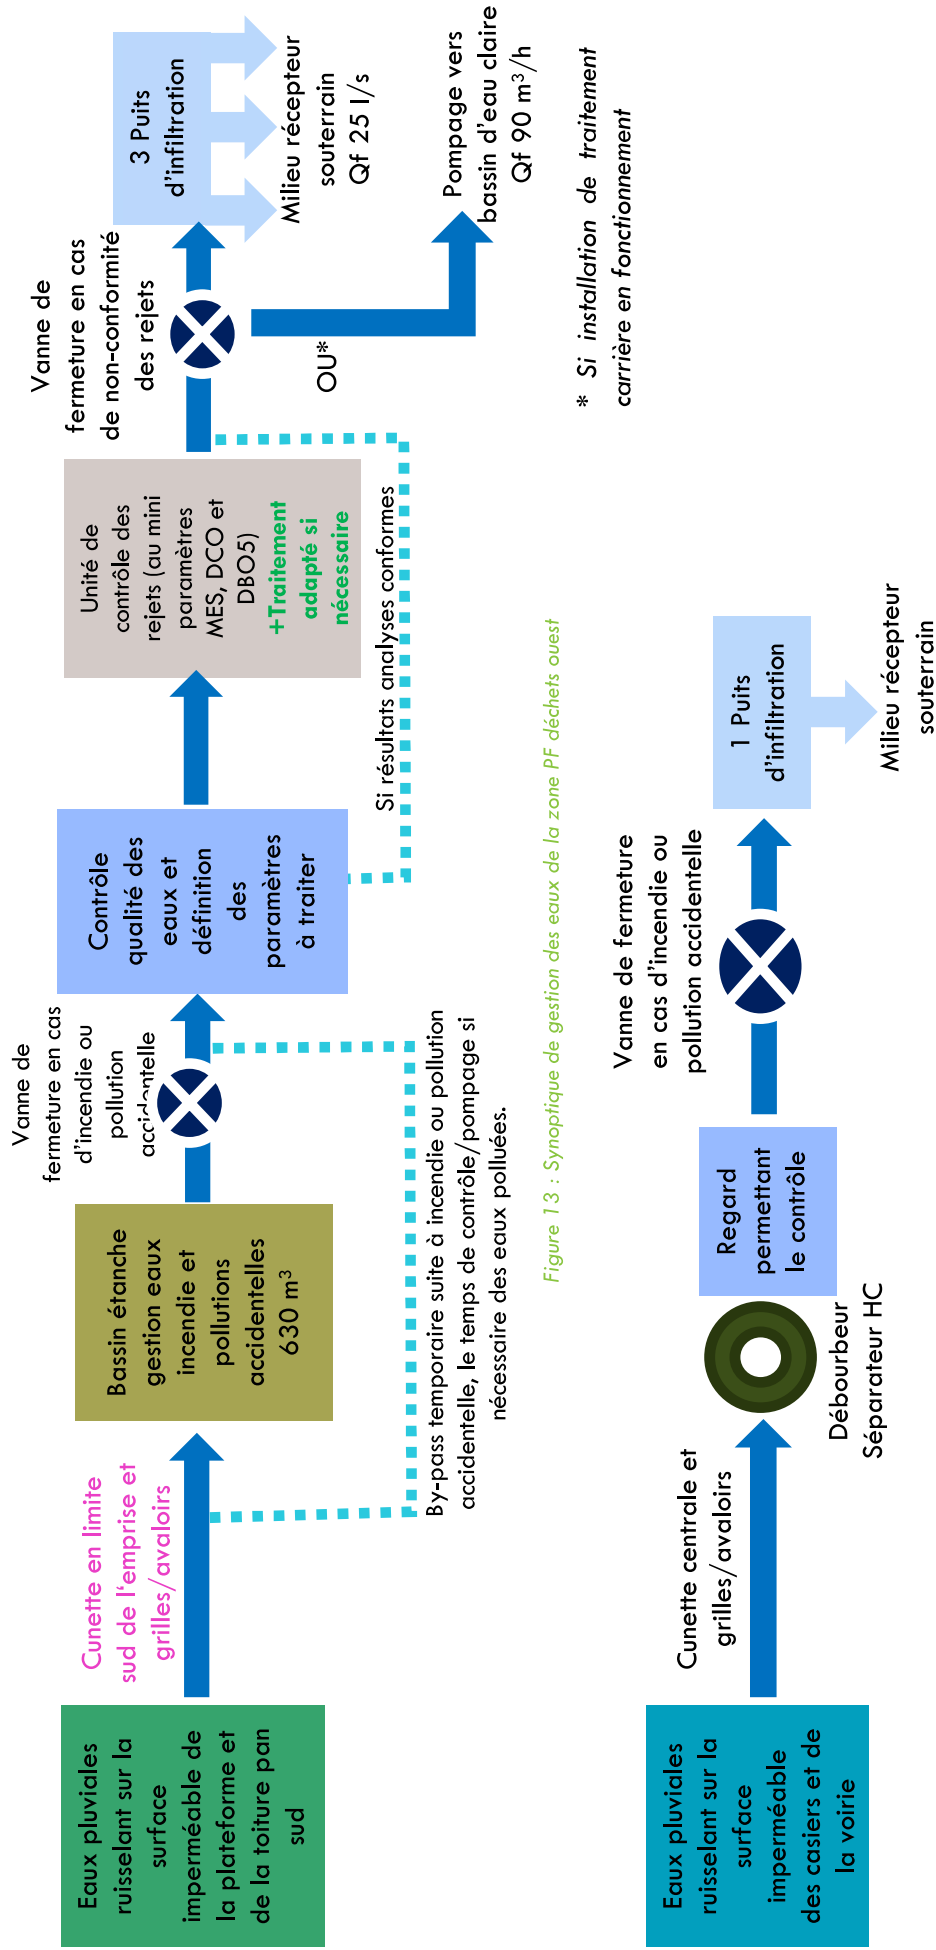 Eaux pluviales
ruisselant sur la
surface
imperméable de
la plateforme et
de la toiture pan
sud
Cunette en limite
sud de l'emprise et
grilles/avaloirs
Bassin étanche
gestion eaux
incendie et
pollutions
accidentelles
630 m³
Vanne de
fermeture en cas
d'incendie ou
pollution
accidentelle
By-pass temporaire suite à incendie ou pollution
accidentelle, le temps de contrôle/pompage si
nécessaire des eaux polluées.
Contrôle
qualité des
eaux et
définition
des
paramètres
à traiter
Si résultats analyses conformes
Unité de
contrôle des
rejets (au mini
paramètres
MES, DCO et
DBO5)
+Traitement
adapté si
nécessaire
Vanne de
fermeture en cas
de non-conformité
des rejets
3 Puits
d'infiltration
Milieu récepteur
souterrain
Qf 25 l/s
OU*
Pompage vers
bassin d'eau claire
Qf 90 m³/h
* Si installation de traitement
carrière en fonctionnement
Figure 13 : Synoptique de gestion des eaux de la zone PF déchets ouest
Eaux pluviales
ruisselant sur la
surface
imperméable
des casiers et de
la voirie
Cunette centrale et
grilles/avaloirs
Débourbeur
Séparateur HC
Regard
permettant
le contrôle
Vanne de fermeture
en cas d'incendie ou
pollution accidentelle
1 Puits
d'infiltration
Milieu récepteur
souterrain